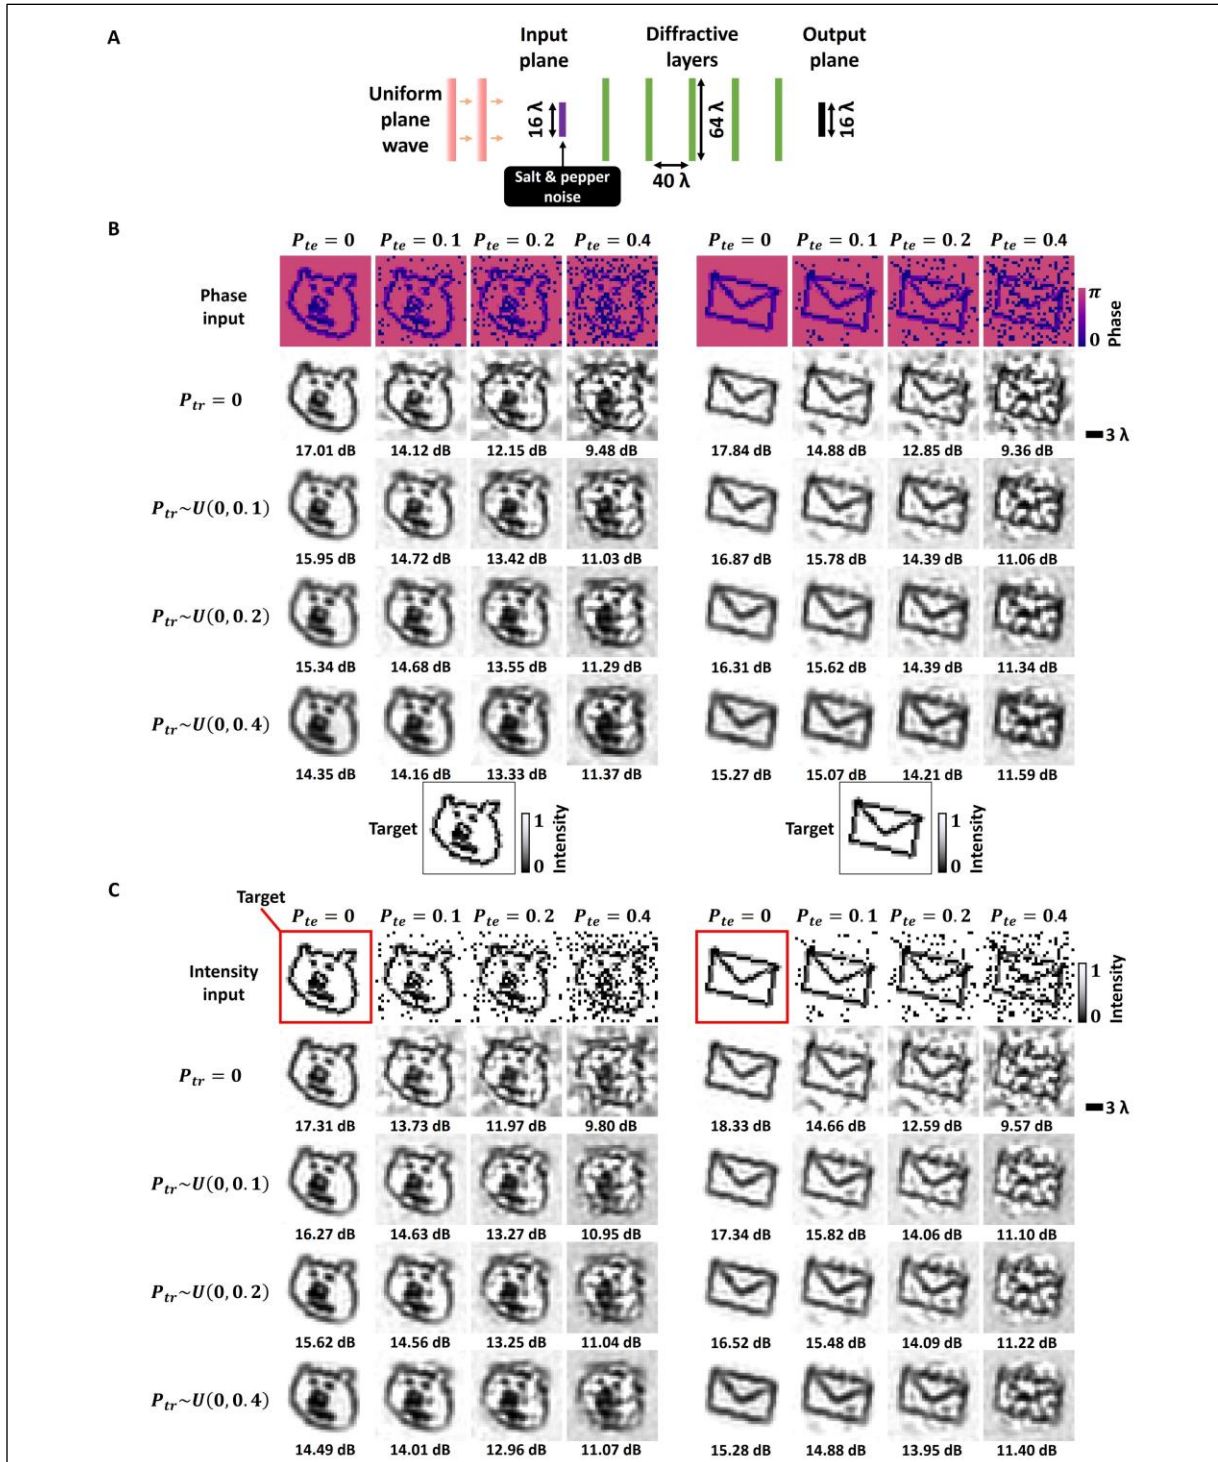 A
Input plane
Diffractive layers
Output plane
Uniform plane wave
16 λ
64 λ
16 λ
40 λ
Salt & pepper noise
B
P_te = 0 P_te = 0.1 P_te = 0.2 P_te = 0.4 P_te = 0 P_te = 0.1 P_te = 0.2 P_te = 0.4
Phase input
π
0
Phase
P_tr = 0
3 λ
17.01 dB 14.12 dB 12.15 dB 9.48 dB 17.84 dB 14.88 dB 12.85 dB 9.36 dB
P_tr~U(0, 0.1)
15.95 dB 14.72 dB 13.42 dB 11.03 dB 16.87 dB 15.78 dB 14.39 dB 11.06 dB
P_tr~U(0, 0.2)
15.34 dB 14.68 dB 13.55 dB 11.29 dB 16.31 dB 15.62 dB 14.39 dB 11.34 dB
P_tr~U(0, 0.4)
14.35 dB 14.16 dB 13.33 dB 11.37 dB 15.27 dB 15.07 dB 14.21 dB 11.59 dB
Target
1
0
Intensity
Target
1
0
Intensity
C
Target
P_te = 0 P_te = 0.1 P_te = 0.2 P_te = 0.4 P_te = 0 P_te = 0.1 P_te = 0.2 P_te = 0.4
Intensity input
1
0
Intensity
P_tr = 0
3 λ
17.31 dB 13.73 dB 11.97 dB 9.80 dB 18.33 dB 14.66 dB 12.59 dB 9.57 dB
P_tr~U(0, 0.1)
16.27 dB 14.63 dB 13.27 dB 10.95 dB 17.34 dB 15.82 dB 14.06 dB 11.10 dB
P_tr~U(0, 0.2)
15.62 dB 14.56 dB 13.25 dB 11.04 dB 16.52 dB 15.48 dB 14.09 dB 11.22 dB
P_tr~U(0, 0.4)
14.49 dB 14.01 dB 12.96 dB 11.07 dB 15.28 dB 14.88 dB 13.95 dB 11.40 dB